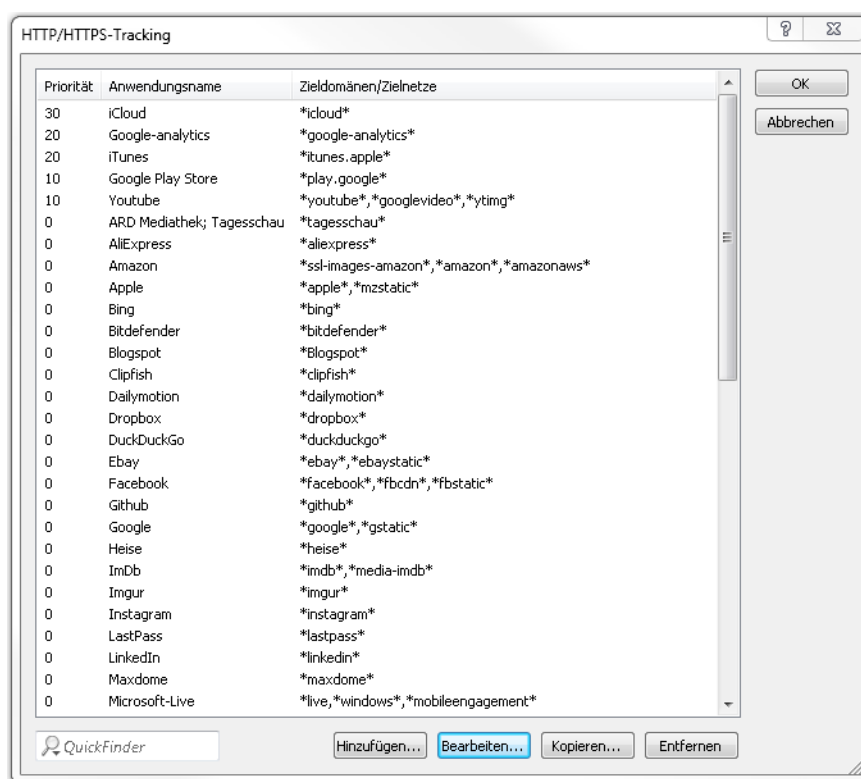 HTTP/HTTPS-Tracking
Priorität Anwendungsname Zieldomänen/Zielnetze
30 iCloud *icloud*
20 Google-analytics *google-analytics*
20 iTunes *itunes.apple*
10 Google Play Store *play.google*
10 Youtube *youtube*,*googlevideo*,*ytimg*
0 ARD Mediathek; Tagesschau *tagesschau*
0 AliExpress *aliexpress*
0 Amazon *ssl-images-amazon*,*amazon*,*amazonaws*
0 Apple *apple*,*mzstatic*
0 Bing *bing*
0 Bitdefender *bitdefender*
0 Blogspot *Blogspot*
0 Clipfish *clipfish*
0 Dailymotion *dailymotion*
0 Dropbox *dropbox*
0 DuckDuckGo *duckduckgo*
0 Ebay *ebay*,*ebaystatic*
0 Facebook *facebook*,*fbcdn*,*fbstatic*
0 Github *github*
0 Google *google*,*gstatic*
0 Heise *heise*
0 ImDb *imdb*,*media-imdb*
0 Imgur *imgur*
0 Instagram *instagram*
0 LastPass *lastpass*
0 LinkedIn *linkedin*
0 Maxdome *maxdome*
0 Microsoft-Live *live,*windows*,*mobileengagement*
OK
Abbrechen
QuickFinder Hinzufügen... Bearbeiten... Kopieren... Entfernen